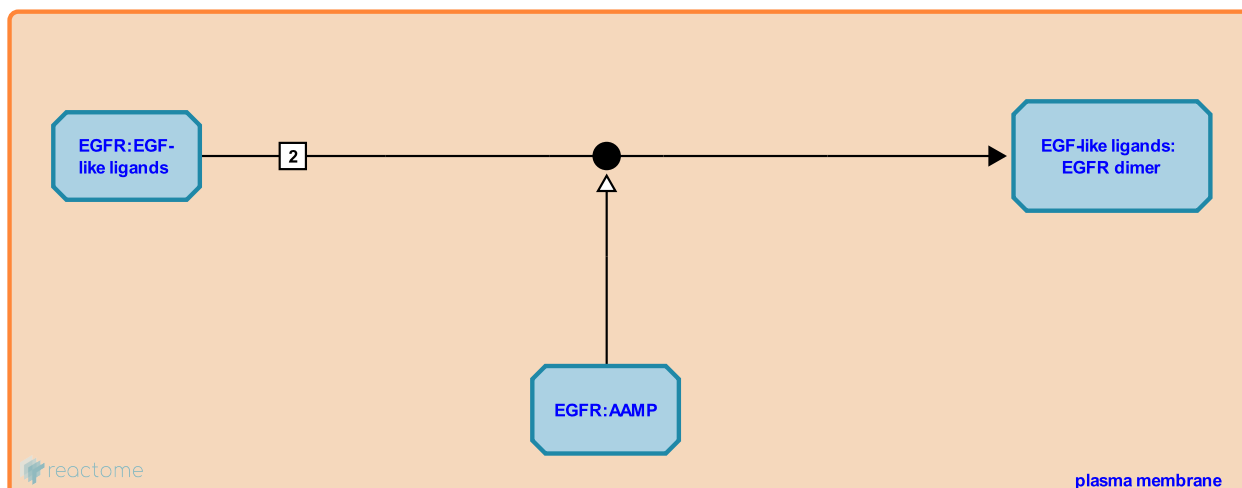 EGFR:EGF-
like ligands
2
EGF-like ligands:
EGFR dimer
EGFR:AAMP
reactome
plasma membrane